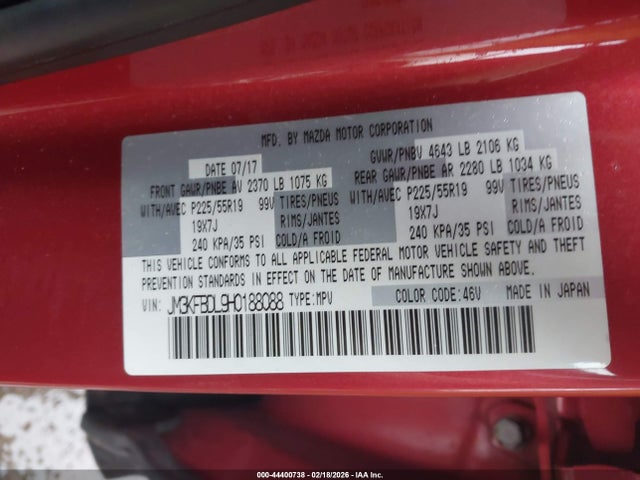 MFD. BY MAZDA MOTOR CORPORATION
DATE 07/17 GVWR/PNBV 4643 LB 2106 KG
FRONT GAWR/PNBE AV 2370 LB 1075 KG REAR GAWR/PNBE AR 2280 LB 1034 KG
WITH/AVEC P225/55R19 99V TIRES/PNEUS WITH/AVEC P225/55R19 99V TIRES/PNEUS
19X7J RIMS/JANTES 19X7J RIMS/JANTES
240 KPA/35 PSI COLD/A FROID 240 KPA/35 PSI COLD/A FROID
THIS VEHICLE CONFORMS TO ALL APPLICABLE FEDERAL MOTOR VEHICLE SAFETY AND THEFT
PREVENTION STANDARDS IN EFFECT ON THE DATE OF MANUFACTURE SHOWN ABOVE.
VIN: JM3KFBDL9H0188088 TYPE:MPV COLOR CODE:46V MADE IN JAPAN
000-44400738 - 02/18/2026 - IAA Inc.